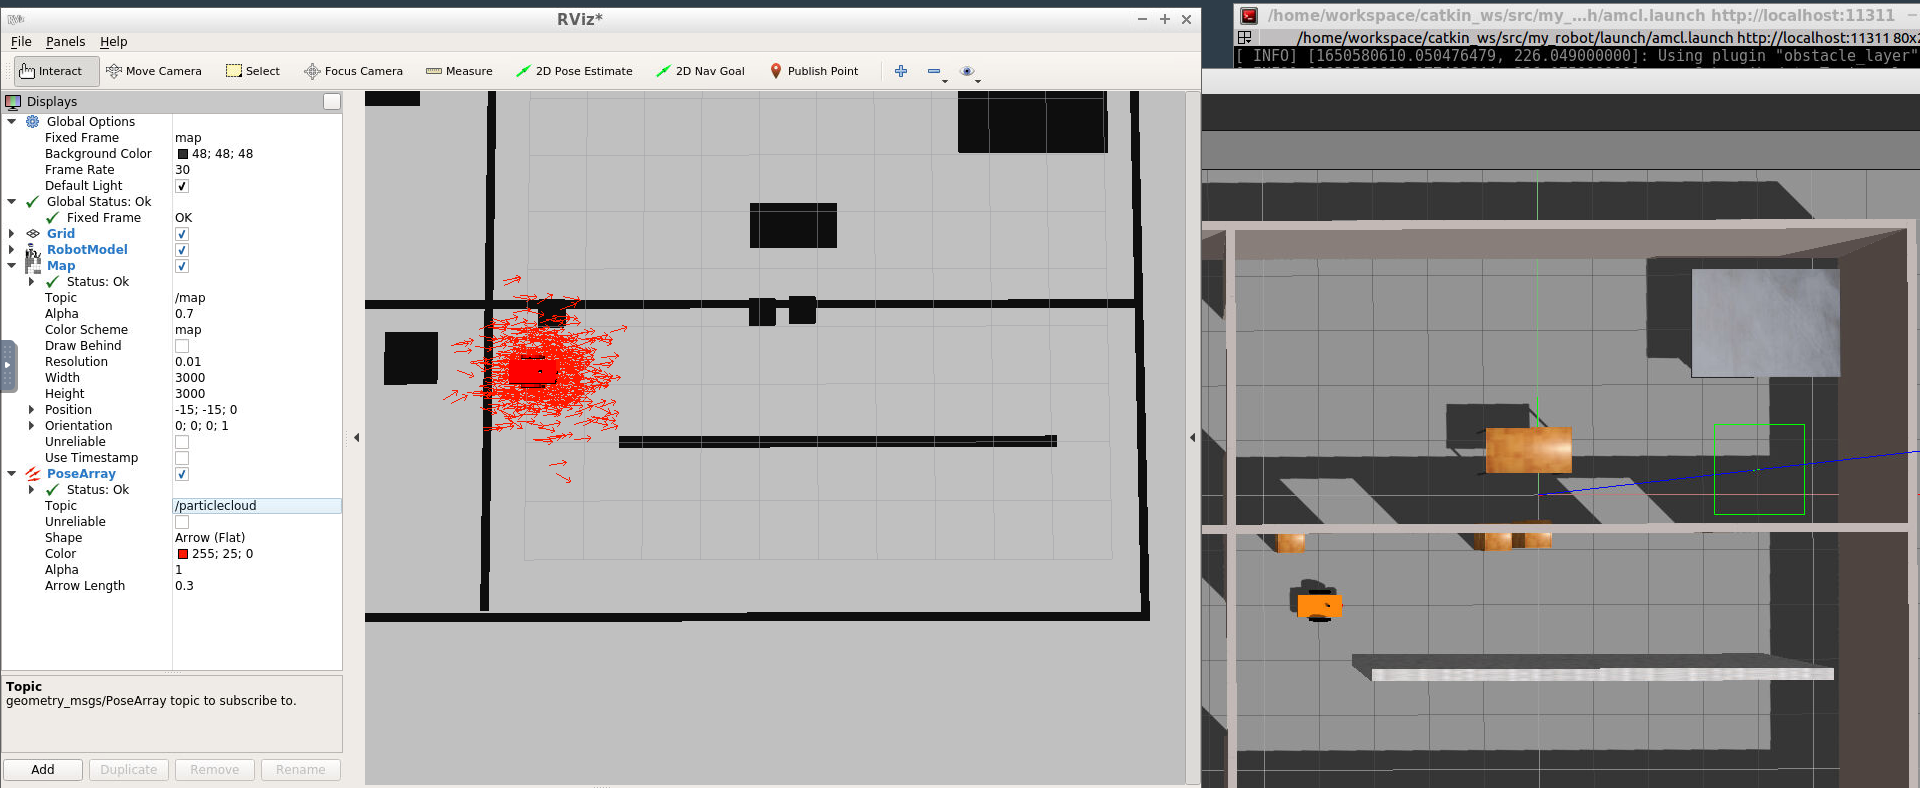 RViz*
File Panels Help
Interact Move Camera Select Focus Camera Measure 2D Pose Estimate 2D Nav Goal Publish Point
Displays
Global Options
Fixed Frame map
Background Color 48; 48; 48
Frame Rate 30
Default Light
Global Status: Ok
Fixed Frame OK
Grid
RobotModel
Map
Status: Ok
Topic /map
Alpha 0.7
Color Scheme map
Draw Behind
Resolution 0.01
Width 3000
Height 3000
Position -15; -15; 0
Orientation 0; 0; 0; 1
Unreliable
Use Timestamp
PoseArray
Status: Ok
Topic /particlecloud
Unreliable
Shape Arrow (Flat)
Color 255; 25; 0
Alpha 1
Arrow Length 0.3
Topic
geometry_msgs/PoseArray topic to subscribe to.
Add Duplicate Remove Rename
/home/workspace/catkin_ws/src/my_...h/amcl.launch http://localhost:11311
/home/workspace/catkin_ws/src/my_robot/launch/amcl.launch http://localhost:11311 80x2
[ INFO] [1650580610.050476479, 226.049000000]: Using plugin "obstacle_layer"